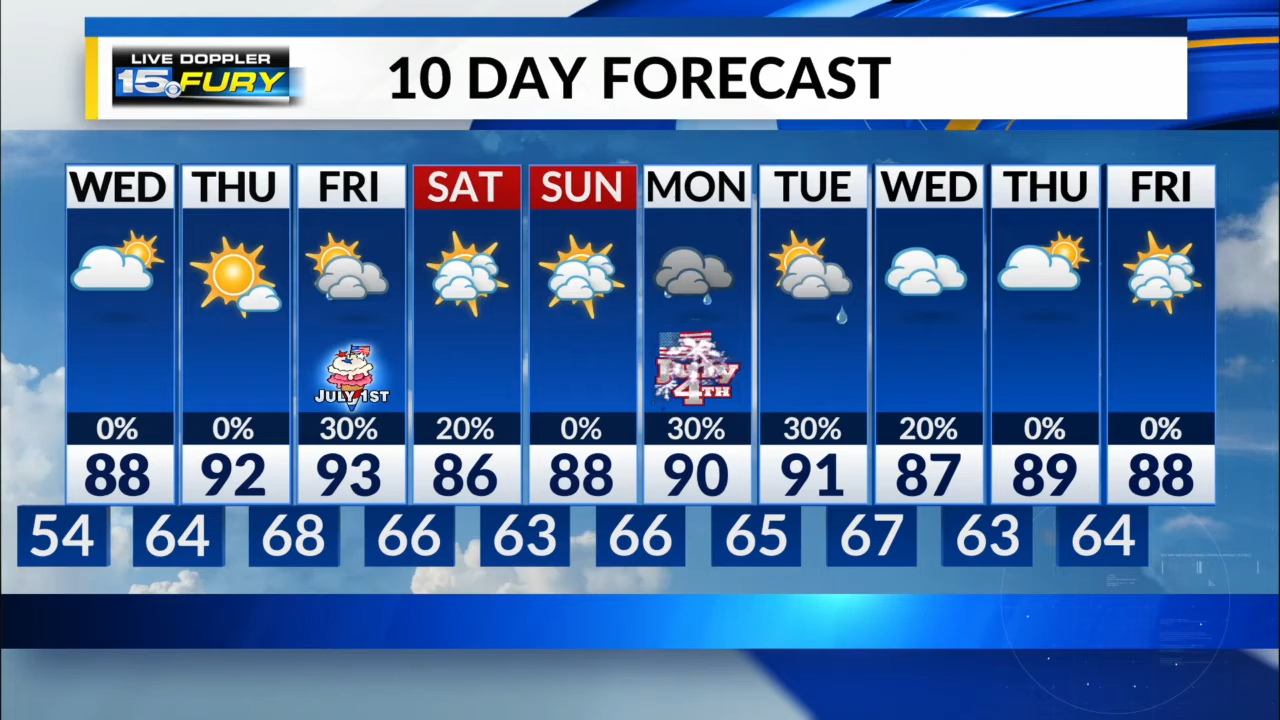 LIVE DOPPLER
15 FURY
10 DAY FORECAST
WED THU FRI SAT SUN MON TUE WED THU FRI
JULY 1ST
July 4TH
0% 0% 30% 20% 0% 30% 30% 20% 0% 0%
88 92 93 86 88 90 91 87 89 88
54 64 68 66 63 66 65 67 63 64